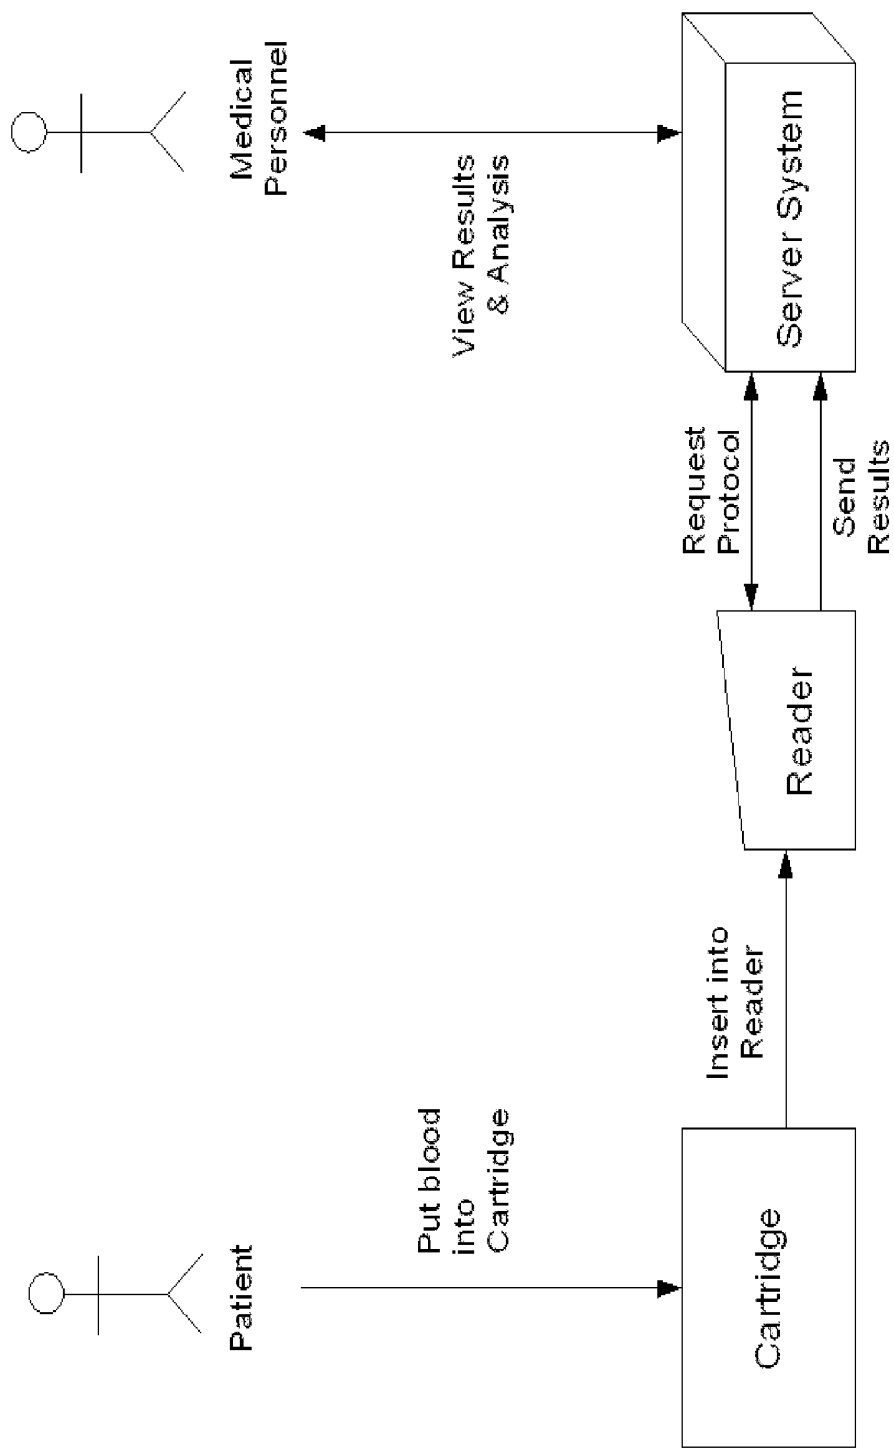 Patient
Medical
Personnel
Put blood
into
Cartridge
View Results
& Analysis
Insert into
Reader
Request
Protocol
Send
Results
Cartridge
Reader
Server System